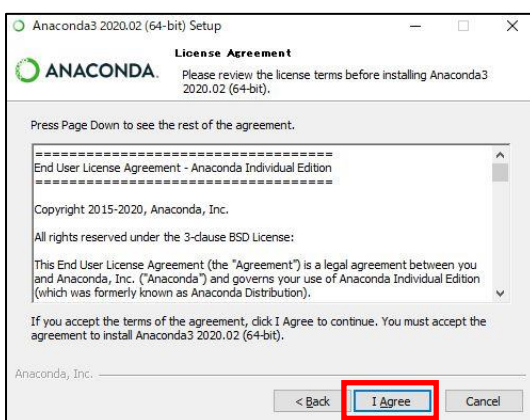 Anaconda3 2020.02 (64-bit) Setup
License Agreement
ANACONDA.
Please review the license terms before installing Anaconda3
2020.02 (64-bit).
Press Page Down to see the rest of the agreement.
===================================
End User License Agreement - Anaconda Individual Edition
===================================
Copyright 2015-2020, Anaconda, Inc.
All rights reserved under the 3-clause BSD License:
This End User License Agreement (the "Agreement") is a legal agreement between you
and Anaconda, Inc. ("Anaconda") and governs your use of Anaconda Individual Edition
(which was formerly known as Anaconda Distribution).
If you accept the terms of the agreement, click I Agree to continue. You must accept the
agreement to install Anaconda3 2020.02 (64-bit).
Anaconda, Inc.
< Back
I Agree
Cancel